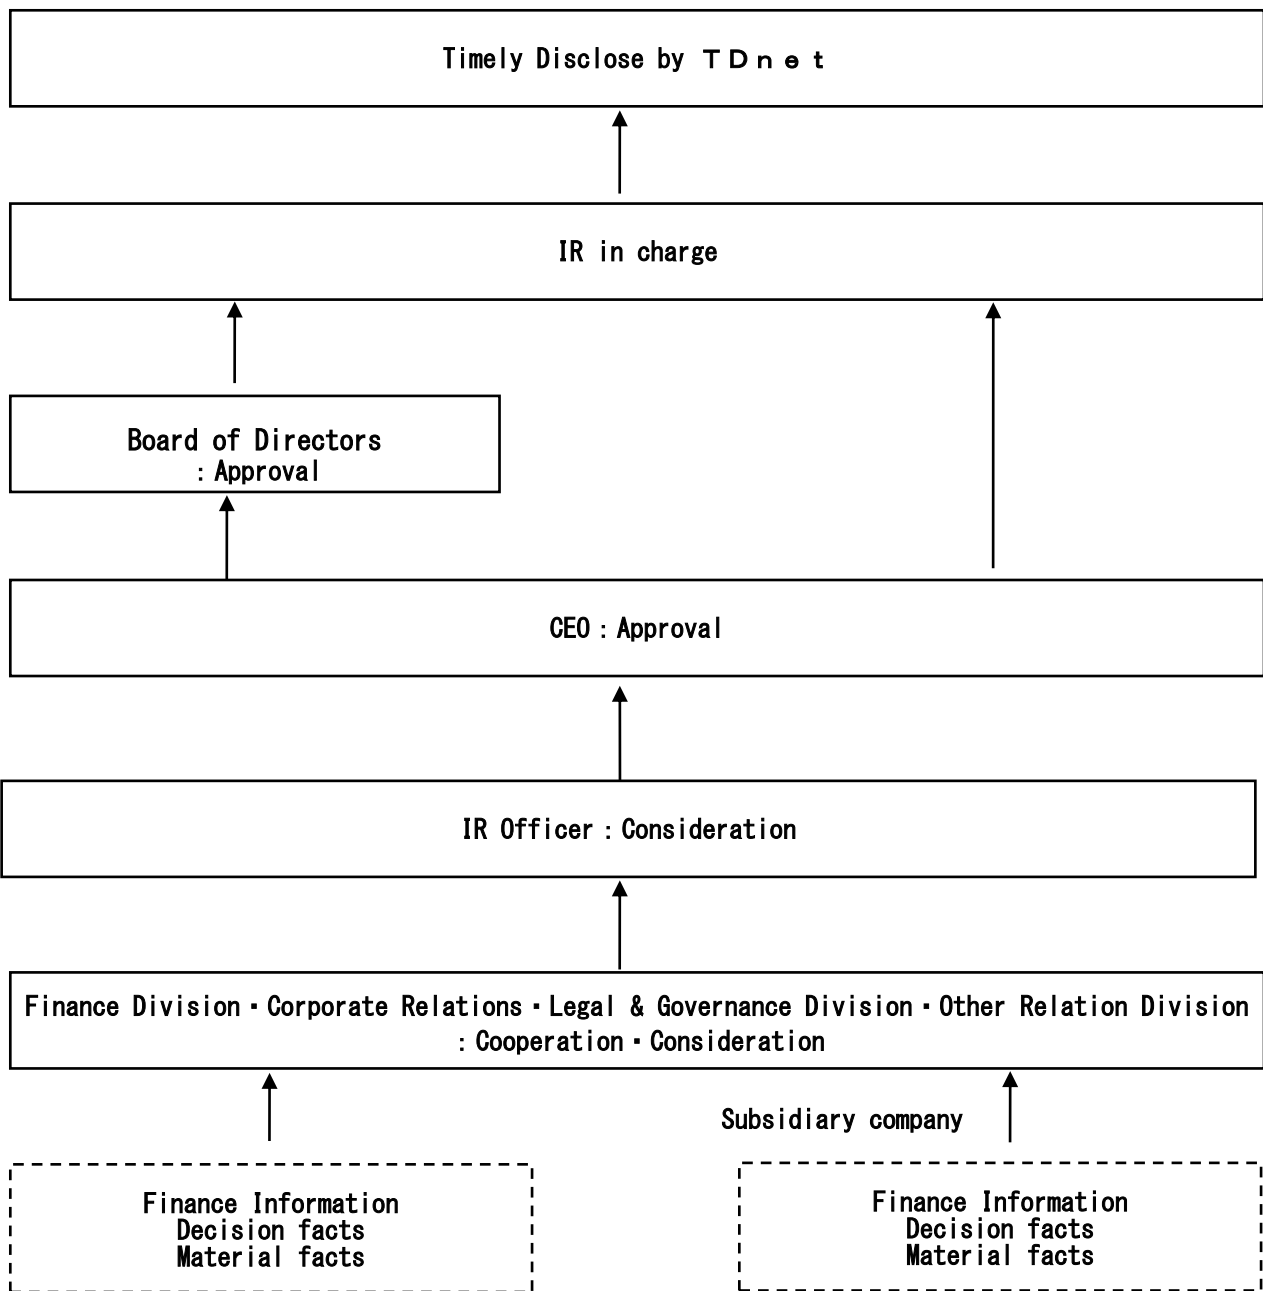 Timely Disclose by ＴＤｎｅｔ
IR in charge
Board of Directors
：Approval
CEO：Approval
IR Officer：Consideration
Finance Division・Corporate Relations・Legal & Governance Division・Other Relation Division
：Cooperation・Consideration
Subsidiary company
Finance Information
Decision facts
Material facts
Finance Information
Decision facts
Material facts